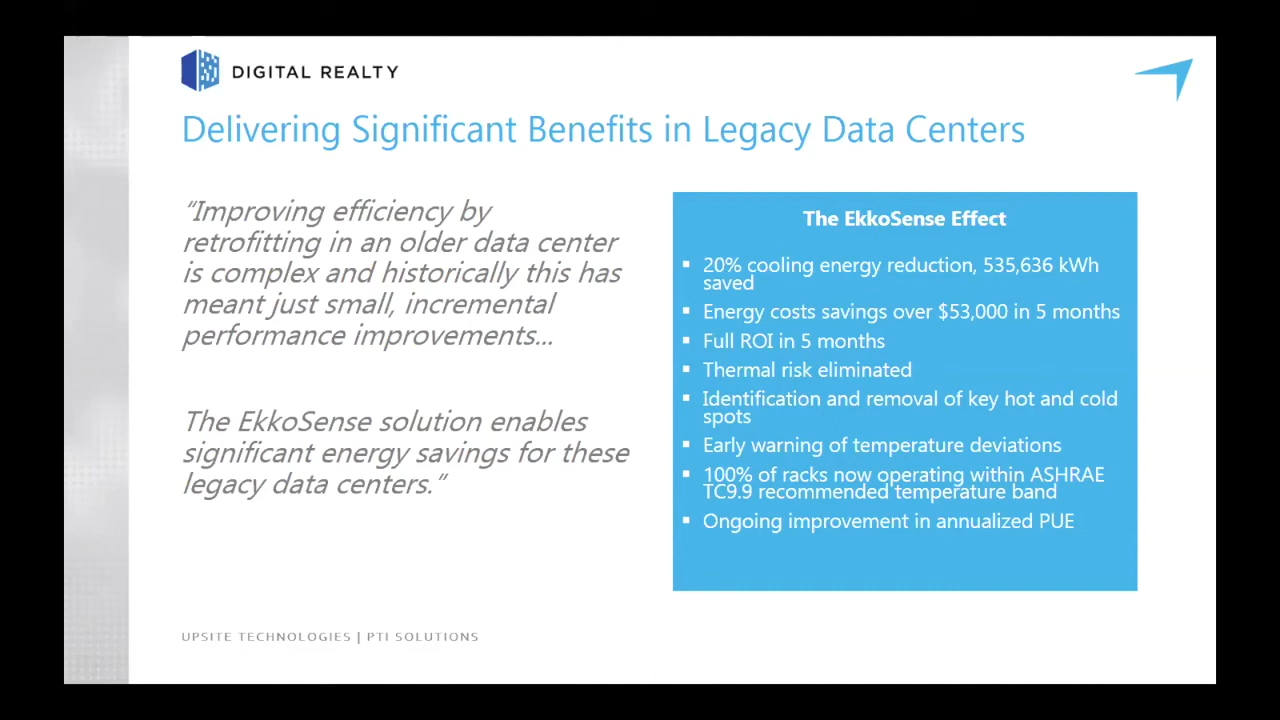 DIGITAL REALTY
Delivering Significant Benefits in Legacy Data Centers
“Improving efficiency by
retrofitting in an older data center
is complex and historically this has
meant just small, incremental
performance improvements...
The EkkoSense solution enables
significant energy savings for these
legacy data centers.”
The EkkoSense Effect
▪ 20% cooling energy reduction, 535,636 kWh
saved
▪ Energy costs savings over $53,000 in 5 months
▪ Full ROI in 5 months
▪ Thermal risk eliminated
▪ Identification and removal of key hot and cold
spots
▪ Early warning of temperature deviations
▪ 100% of racks now operating within ASHRAE
TC9.9 recommended temperature band
▪ Ongoing improvement in annualized PUE
UPSITE TECHNOLOGIES | PTI SOLUTIONS